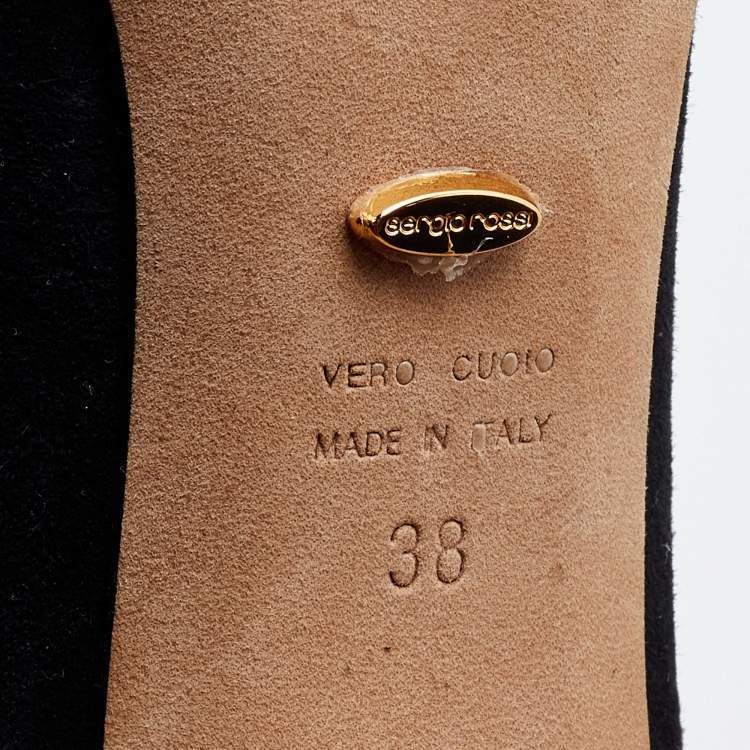 sergio rossi
VERO CUOIO
MADE IN ITALY
38